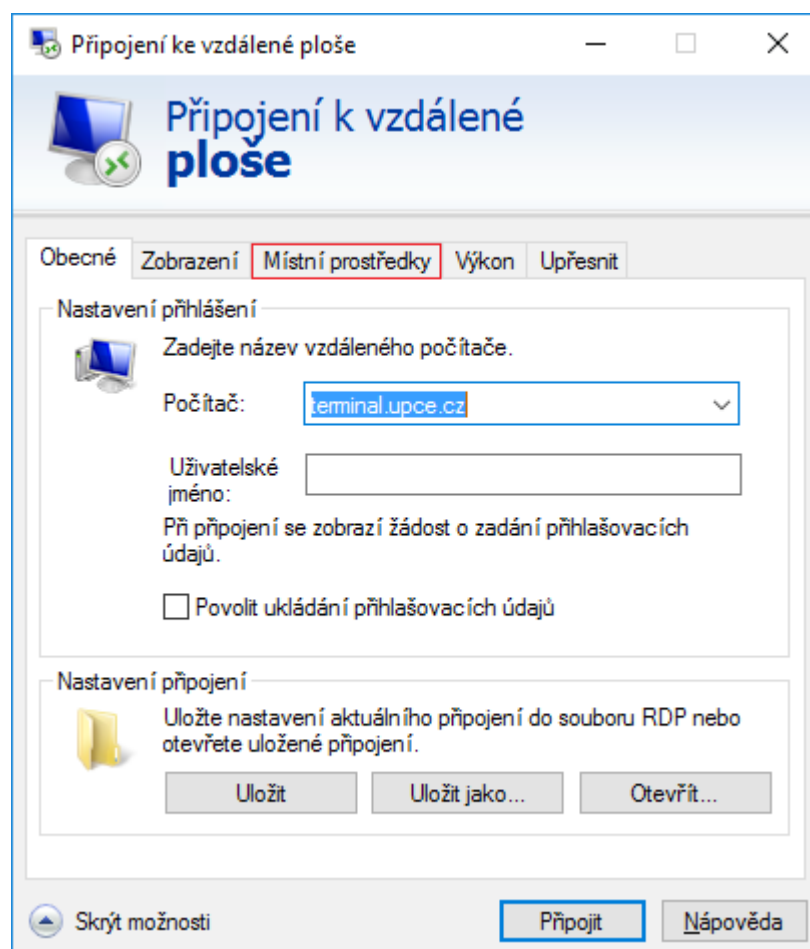 Připojení ke vzdálené ploše
Připojení k vzdálené
ploše
Obecné Zobrazení Místní prostředky Výkon Upřesnit
Nastavení přihlášení
Zadejte název vzdáleného počítače.
Počítač: terminal.upce.cz
Uživatelské
jméno:
Při připojení se zobrazí žádost o zadání přihlašovacích
údajů.
Povolit ukládání přihlašovacích údajů
Nastavení připojení
Uložte nastavení aktuálního připojení do souboru RDP nebo
otevřete uložené připojení.
Uložit Uložit jako... Otevřít...
Skrýt možnosti Připojit Nápověda